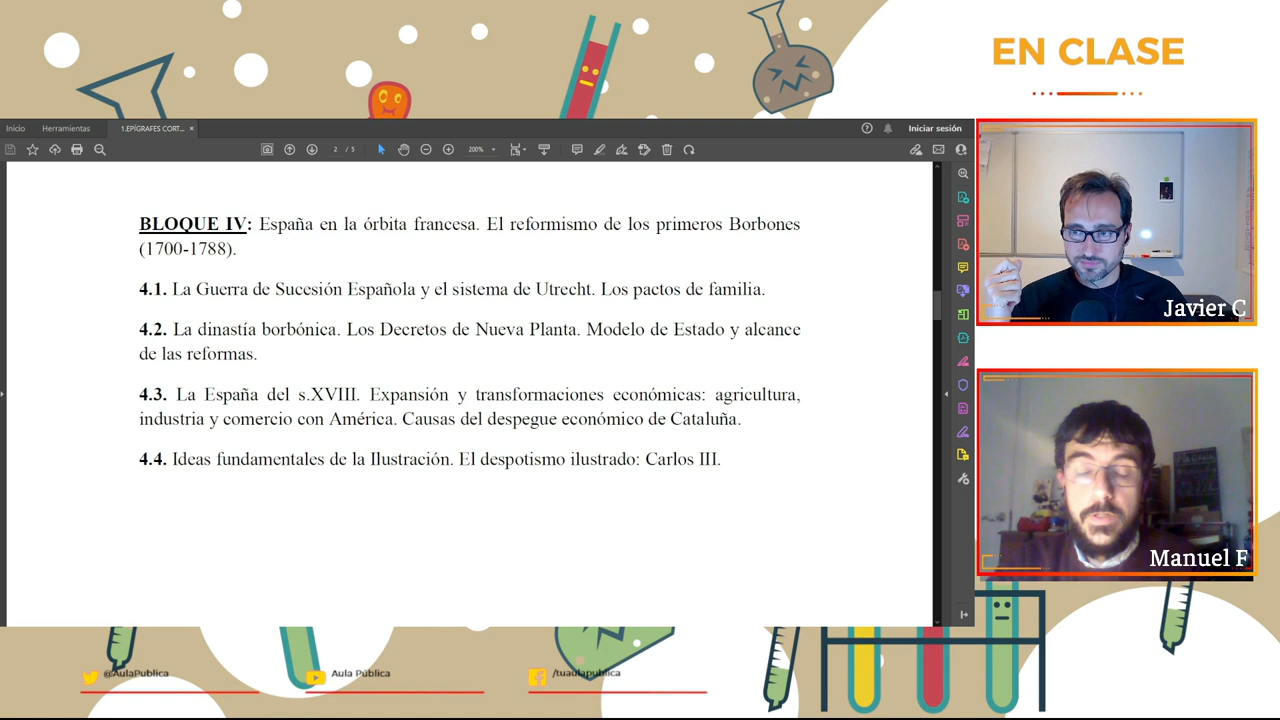 EN CLASE
Inicio Herramientas 1.EPÍGRAFES CORT... × Iniciar sesión
2 / 5 200%
BLOQUE IV: España en la órbita francesa. El reformismo de los primeros Borbones
(1700-1788).
4.1. La Guerra de Sucesión Española y el sistema de Utrecht. Los pactos de familia.
4.2. La dinastía borbónica. Los Decretos de Nueva Planta. Modelo de Estado y alcance
de las reformas.
4.3. La España del s.XVIII. Expansión y transformaciones económicas: agricultura,
industria y comercio con América. Causas del despegue económico de Cataluña.
4.4. Ideas fundamentales de la Ilustración. El despotismo ilustrado: Carlos III.
Javier C
Manuel F
@AulaPublica Aula Pública /tuaulapublica